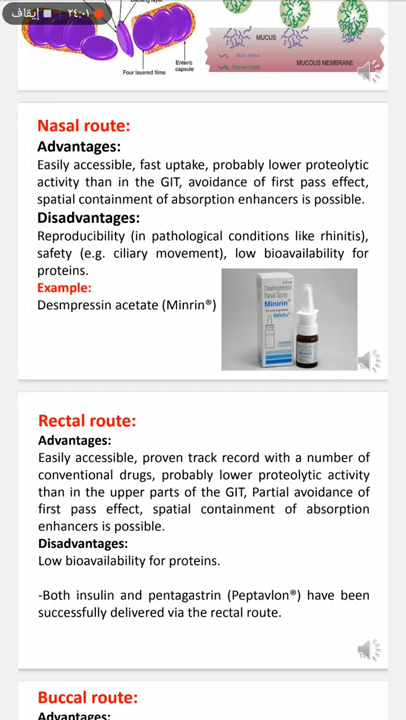 إيقاف ٢٤:٠١
Four layered films
Enteric
capsule
MUCUS
MUCOUS MEMBRANE
Nasal route:
Advantages:
Easily accessible, fast uptake, probably lower proteolytic
activity than in the GIT, avoidance of first pass effect,
spatial containment of absorption enhancers is possible.
Disadvantages:
Reproducibility (in pathological conditions like rhinitis),
safety (e.g. ciliary movement), low bioavailability for
proteins.
Example:
Desmpressin acetate (Minrin®)
Desmopressin
Nasal Spray
Minirin
Rectal route:
Advantages:
Easily accessible, proven track record with a number of
conventional drugs, probably lower proteolytic activity
than in the upper parts of the GIT, Partial avoidance of
first pass effect, spatial containment of absorption
enhancers is possible.
Disadvantages:
Low bioavailability for proteins.
-Both insulin and pentagastrin (Peptavlon®) have been
successfully delivered via the rectal route.
Buccal route:
Advantages: